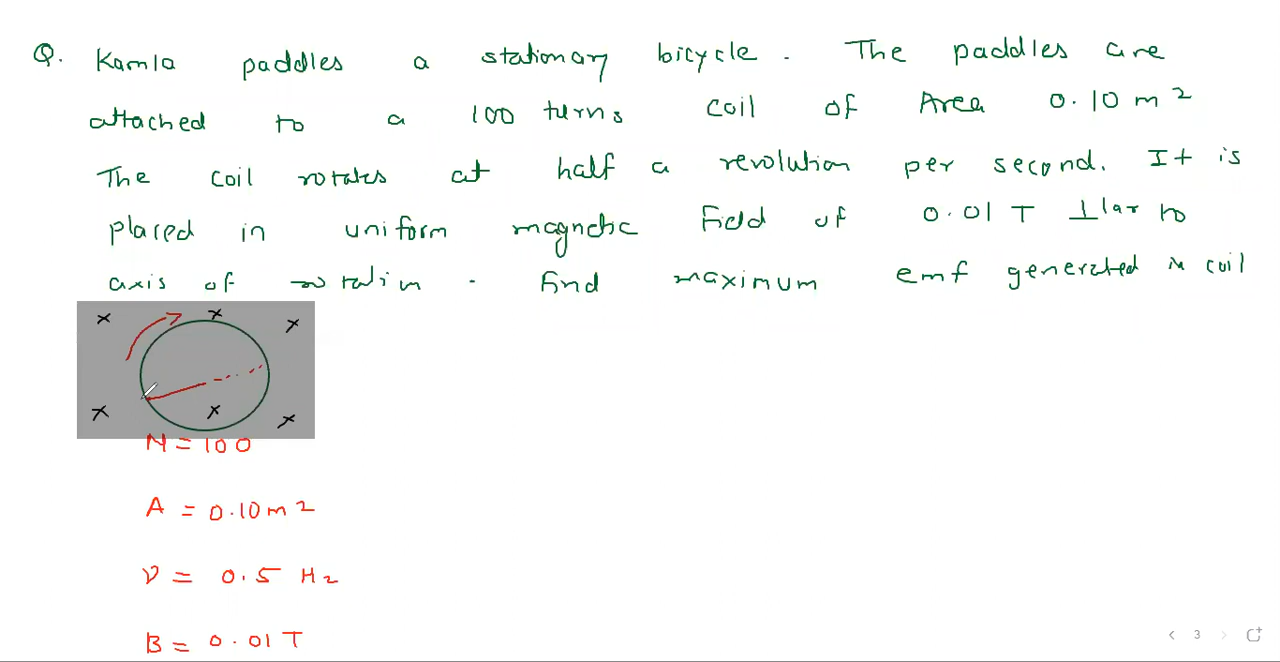 Q. Kamla paddles a stationary bicycle. The paddles are
attached to a 100 turns coil of Area 0.10 m2
The coil rotates at half a revolution per second. It is
placed in uniform magnetic field of 0.01 T ⊥lar to
axis of rotation. find maximum emf generated in coil
x x x
x x x
N = 100
A = 0.10 m2
ν = 0.5 Hz
B = 0.01 T
3